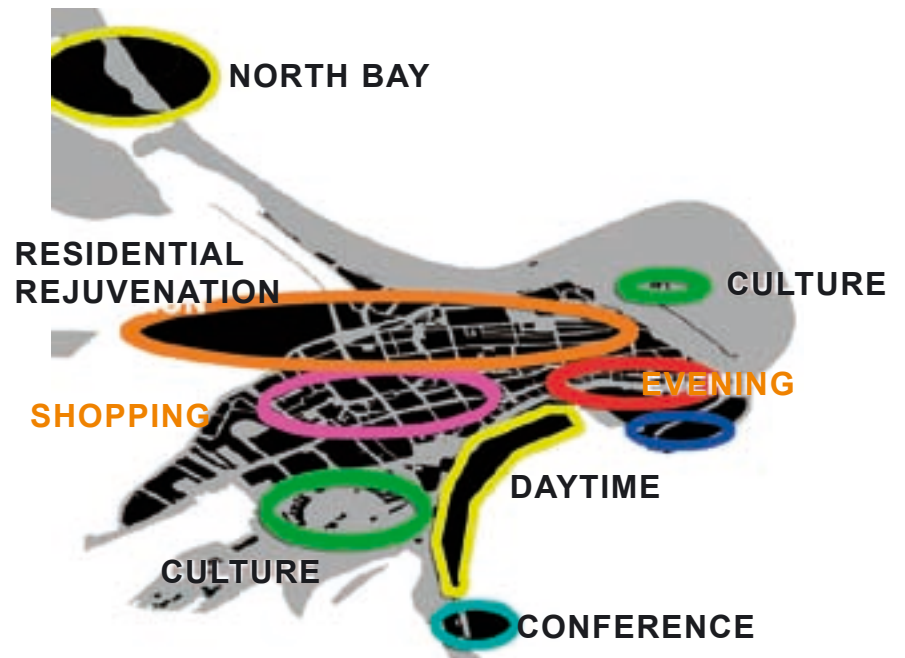 NORTH BAY
RESIDENTIAL
REJUVENATION
CULTURE
EVENING
SHOPPING
DAYTIME
CULTURE
CONFERENCE